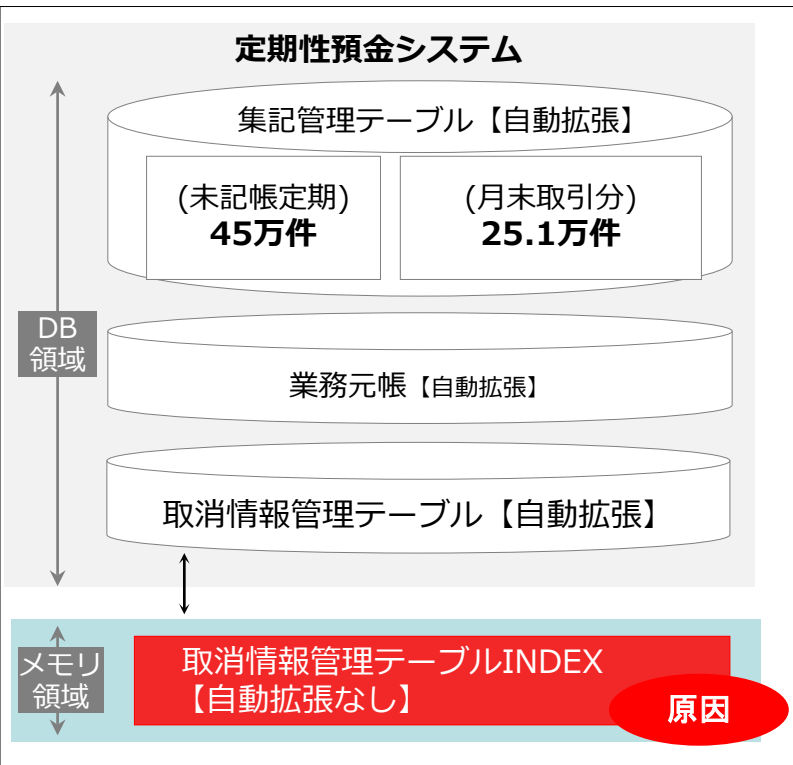 定期性預金システム
集記管理テーブル【自動拡張】
(未記帳定期)
45万件
(月末取引分)
25.1万件
DB
領域
業務元帳【自動拡張】
取消情報管理テーブル【自動拡張】
メモリ
領域
取消情報管理テーブルINDEX
【自動拡張なし】
原因